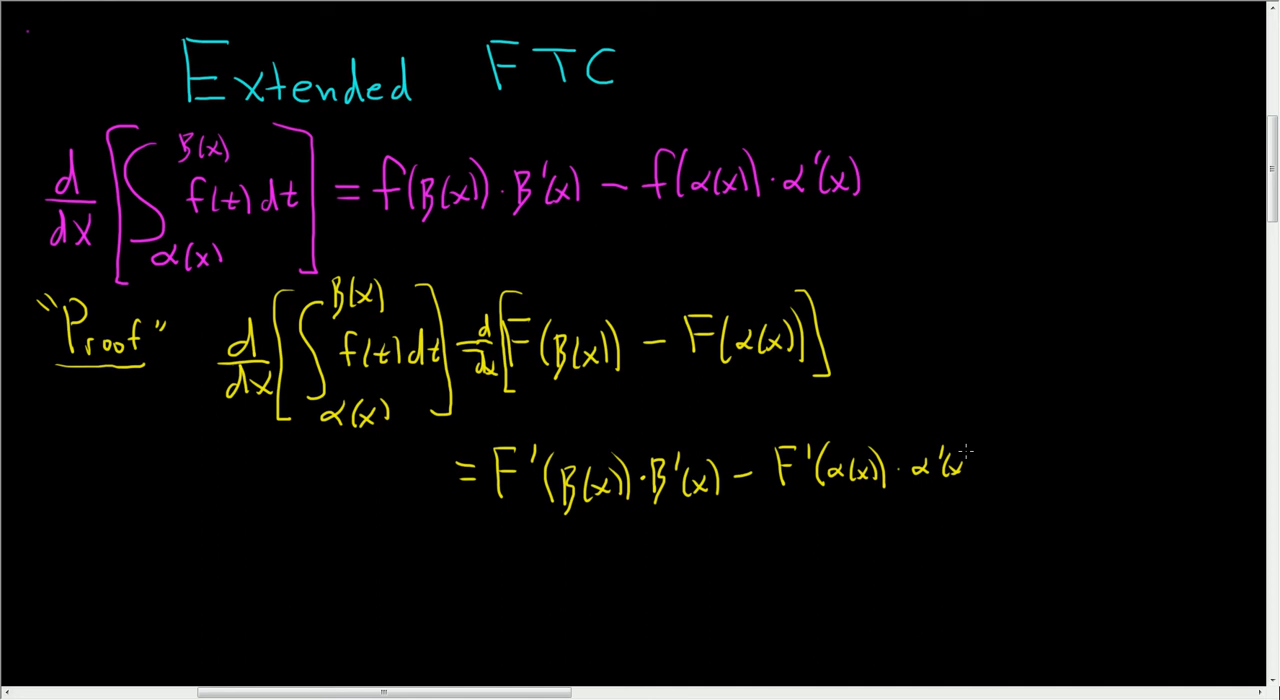 Extended FTC
d/dx [∫_{α(x)}^{β(x)} f(t) dt] = f(β(x)) · β'(x) − f(α(x)) · α'(x)
"Proof" d/dx [∫_{α(x)}^{β(x)} f(t) dt] = d/dx [F(β(x)) − F(α(x))]
= F'(β(x)) · β'(x) − F'(α(x)) · α'(x